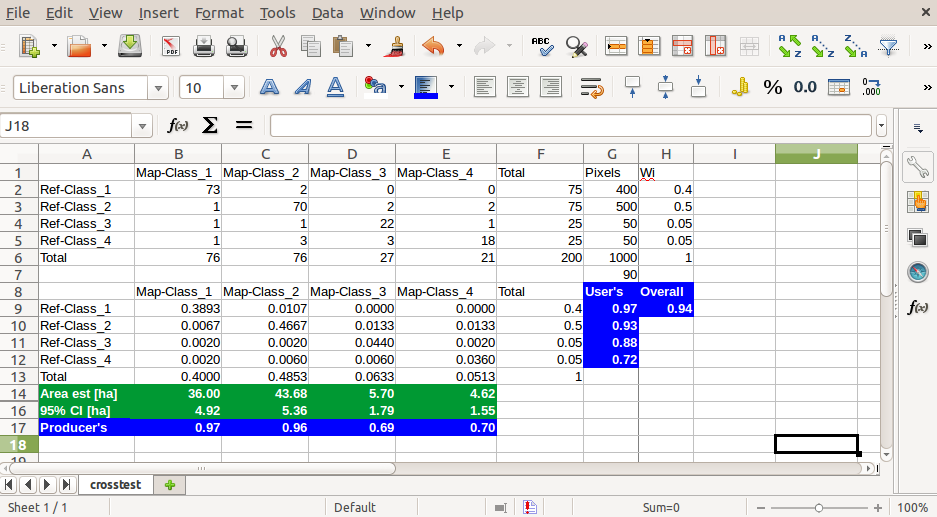 File Edit View Insert Format Tools Data Window Help
Liberation Sans 10 % 0.0 .000
J18
A B C D E F G H I J
1 Map-Class_1 Map-Class_2 Map-Class_3 Map-Class_4 Total Pixels Wi
2 Ref-Class_1 73 2 0 0 75 400 0.4
3 Ref-Class_2 1 70 2 2 75 500 0.5
4 Ref-Class_3 1 1 22 1 25 50 0.05
5 Ref-Class_4 1 3 3 18 25 50 0.05
6 Total 76 76 27 21 200 1000 1
7 90
8 Map-Class_1 Map-Class_2 Map-Class_3 Map-Class_4 Total User's Overall
9 Ref-Class_1 0.3893 0.0107 0.0000 0.0000 0.4 0.97 0.94
10 Ref-Class_2 0.0067 0.4667 0.0133 0.0133 0.5 0.93
11 Ref-Class_3 0.0020 0.0020 0.0440 0.0020 0.05 0.88
12 Ref-Class_4 0.0020 0.0060 0.0060 0.0360 0.05 0.72
13 Total 0.4000 0.4853 0.0633 0.0513 1
14 Area est [ha] 36.00 43.68 5.70 4.62
16 95% CI [ha] 4.92 5.36 1.79 1.55
17 Producer's 0.97 0.96 0.69 0.70
18
19
crosstest
Sheet 1 / 1 Default Sum=0 100%